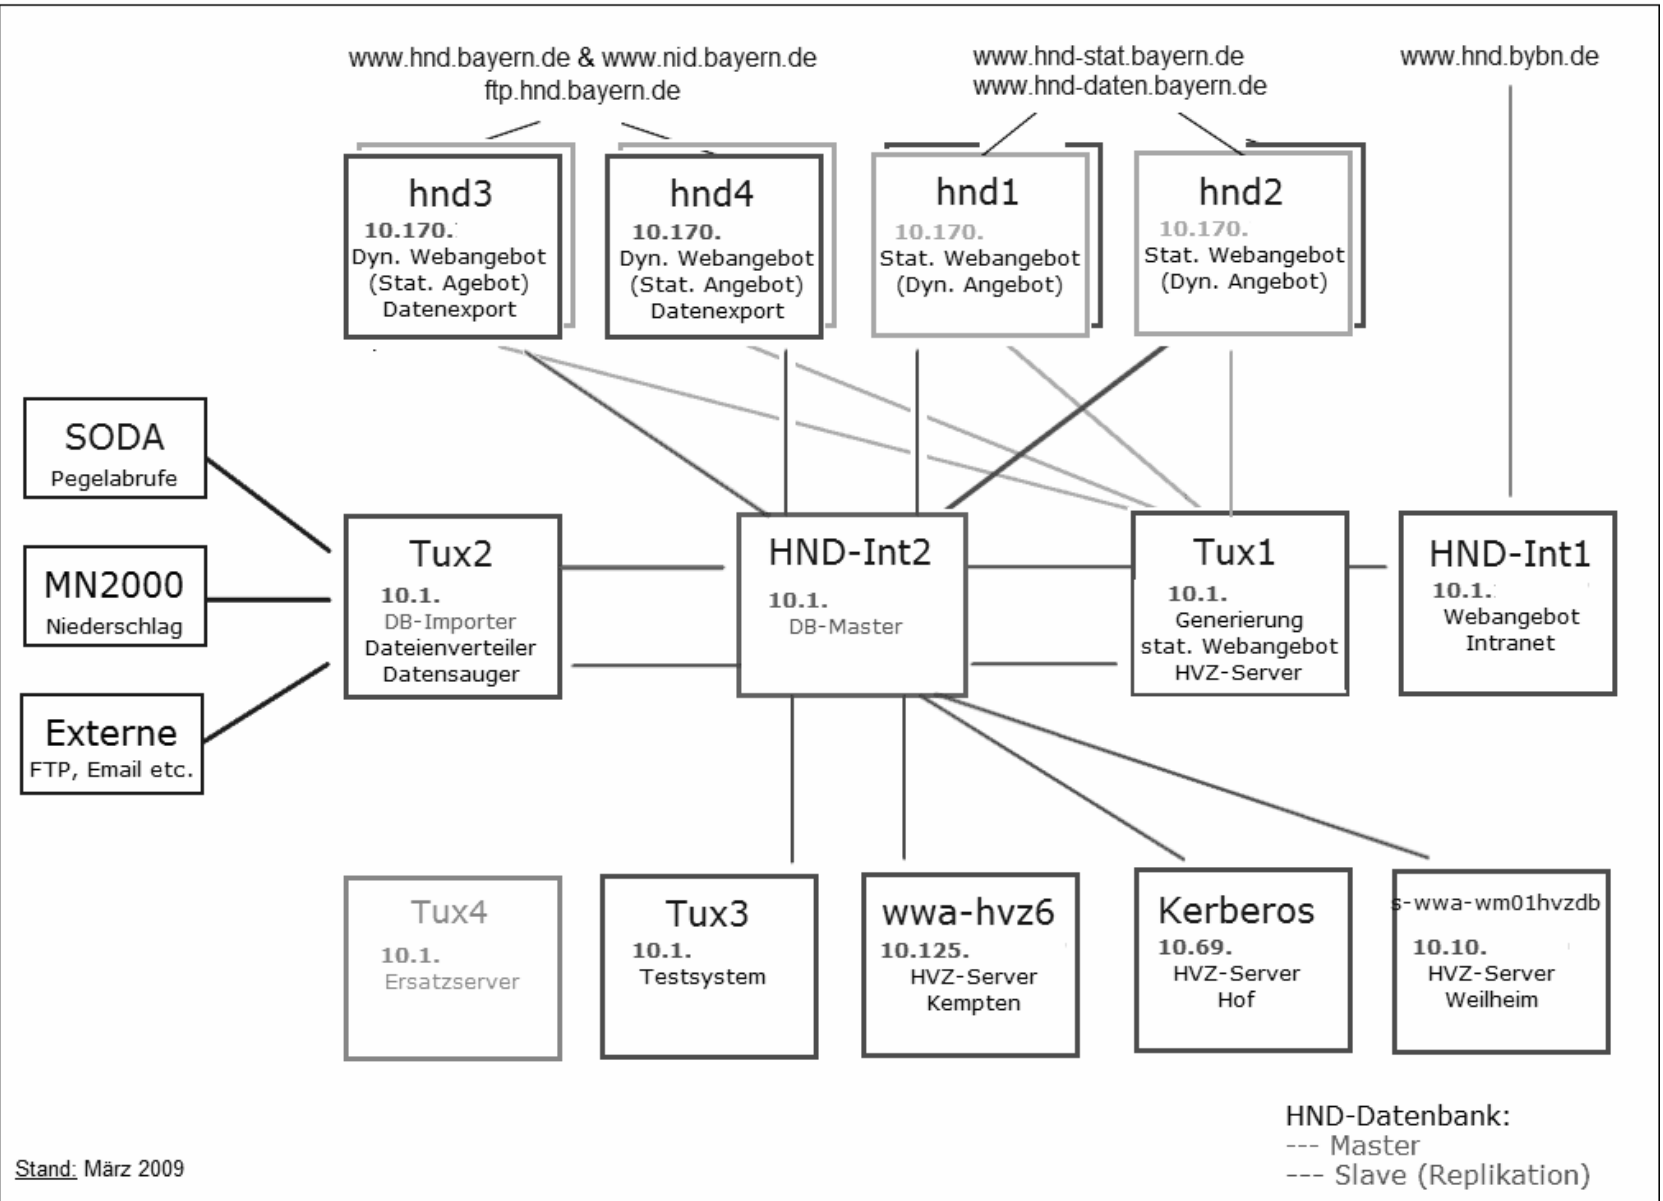 www.hnd.bayern.de & www.nid.bayern.de
ftp.hnd.bayern.de
www.hnd-stat.bayern.de
www.hnd-daten.bayern.de
www.hnd.bybn.de
hnd3
10.170.
Dyn. Webangebot
(Stat. Agebot)
Datenexport
hnd4
10.170.
Dyn. Webangebot
(Stat. Angebot)
Datenexport
hnd1
10.170.
Stat. Webangebot
(Dyn. Angebot)
hnd2
10.170.
Stat. Webangebot
(Dyn. Angebot)
SODA
Pegelabrufe
MN2000
Niederschlag
Externe
FTP, Email etc.
Tux2
10.1.
DB-Importer
Dateienverteiler
Datensauger
HND-Int2
10.1.
DB-Master
Tux1
10.1.
Generierung
stat. Webangebot
HVZ-Server
HND-Int1
10.1.
Webangebot
Intranet
Tux4
10.1.
Ersatzserver
Tux3
10.1.
Testsystem
wwa-hvz6
10.125.
HVZ-Server
Kempten
Kerberos
10.69.
HVZ-Server
Hof
s-wwa-wm01hvzdb
10.10.
HVZ-Server
Weilheim
HND-Datenbank:
--- Master
--- Slave (Replikation)
Stand: März 2009